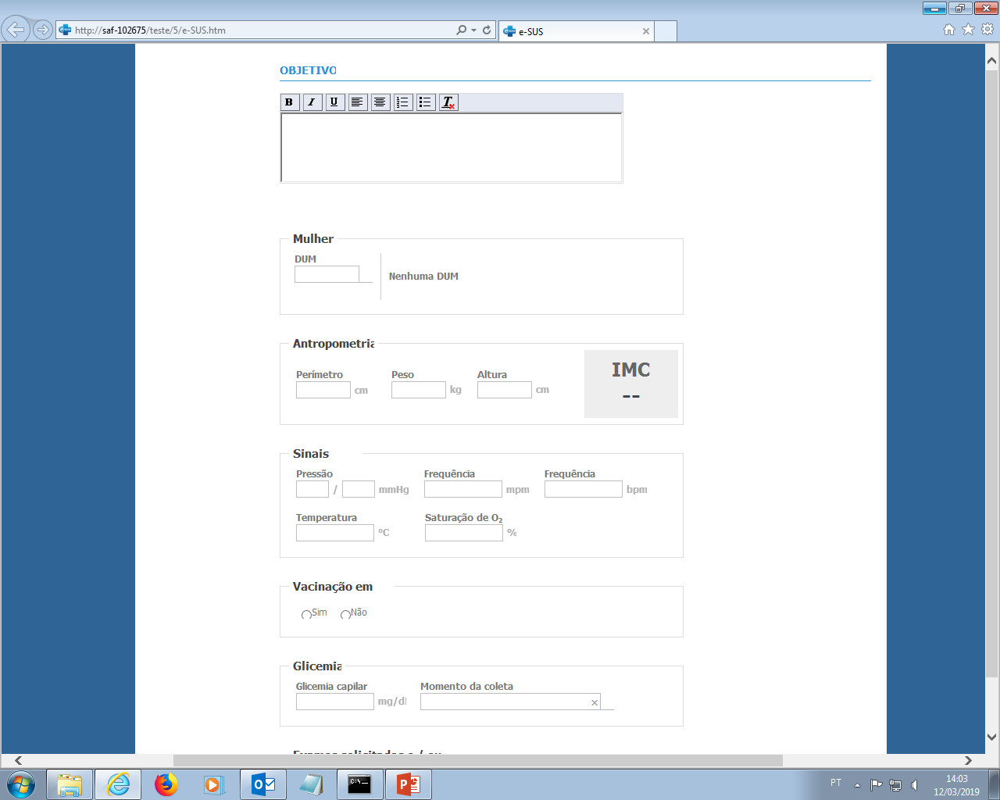 http://saf-102675/teste/5/e-SUS.htm
e-SUS
OBJETIVO
B I U
Mulher
DUM
Nenhuma DUM
Antropometria
IMC
--
Perímetro Peso Altura
cm kg cm
Sinais
Pressão Frequência Frequência
/ mmHg mpm bpm
Temperatura Saturação de O₂
°C %
Vacinação em
Sim Não
Glicemia
Glicemia capilar Momento da coleta
mg/dl
PT
14:03
12/03/2019